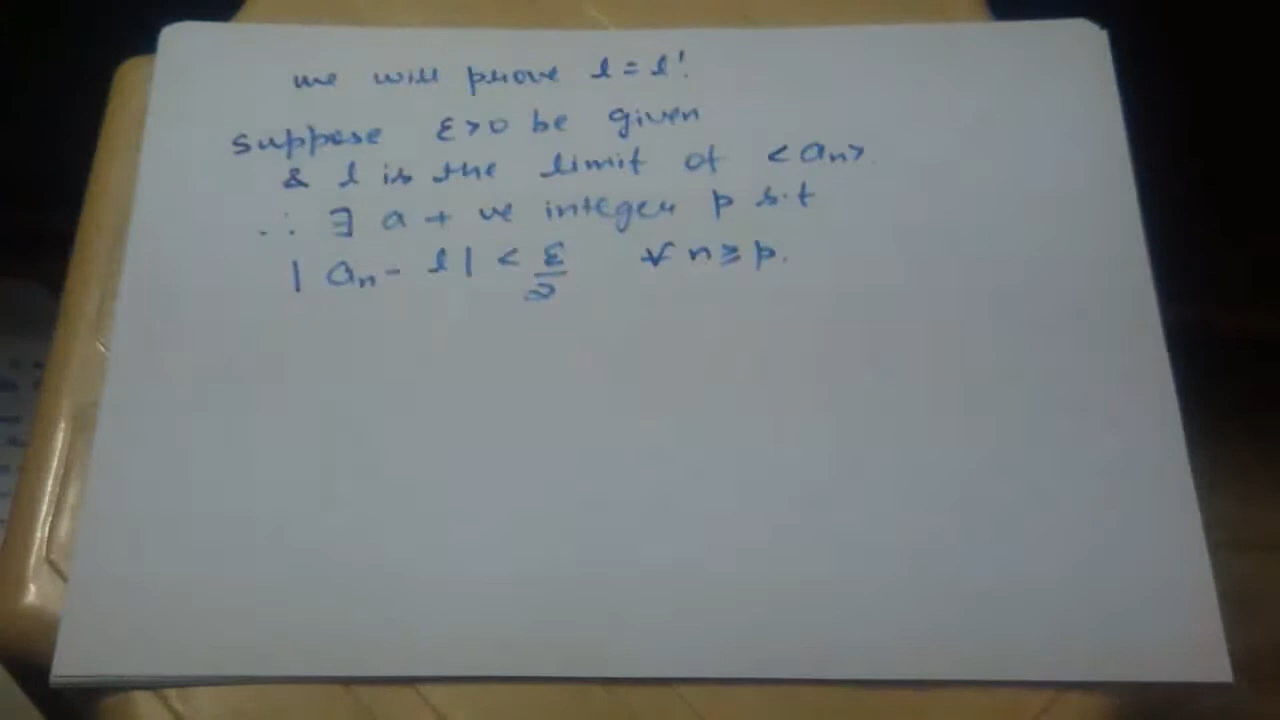 we will prove l = l'.
Suppose ε>0 be given
& l is the limit of <an>.
∴ ∃ a +ve integer p s.t
| an - l | < ε/2 ∀ n ≥ p.